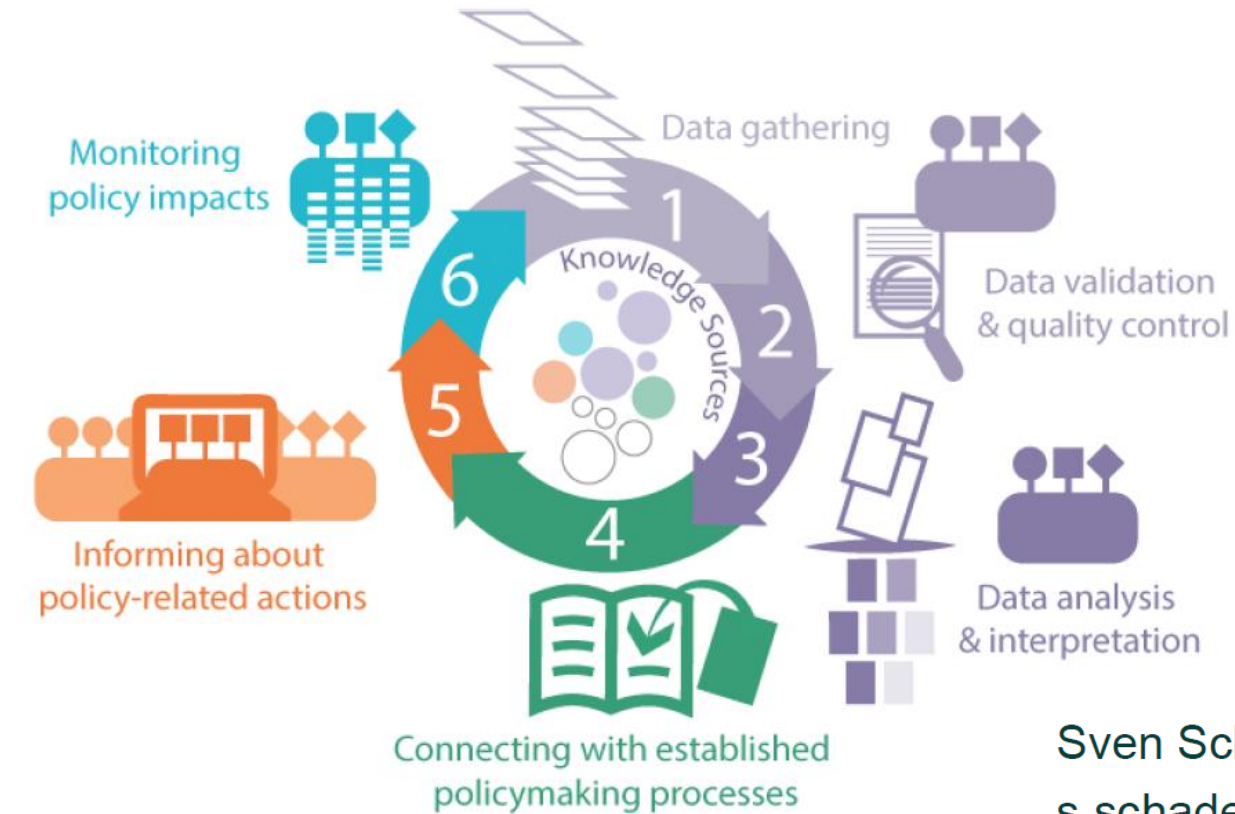 Data gathering
Monitoring
policy impacts
1
Knowledge Sources
6
2
Data validation
& quality control
5
3
4
Informing about
policy-related actions
Data analysis
& interpretation
Connecting with established
policymaking processes
Sven